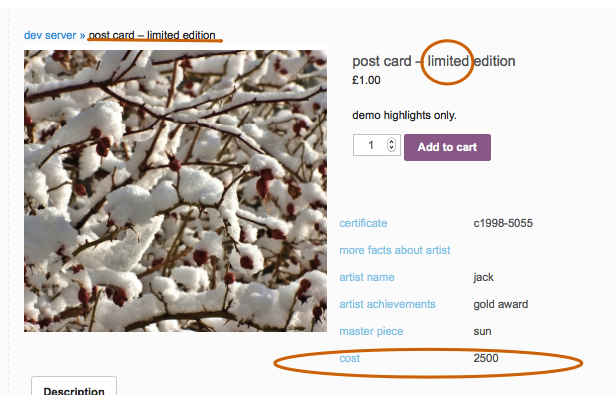 dev server » post card – limited edition
post card – limited edition
£1.00
demo highlights only.
1 Add to cart
certificate c1998-5055
more facts about artist
artist name jack
artist achievements gold award
master piece sun
cost 2500
Description